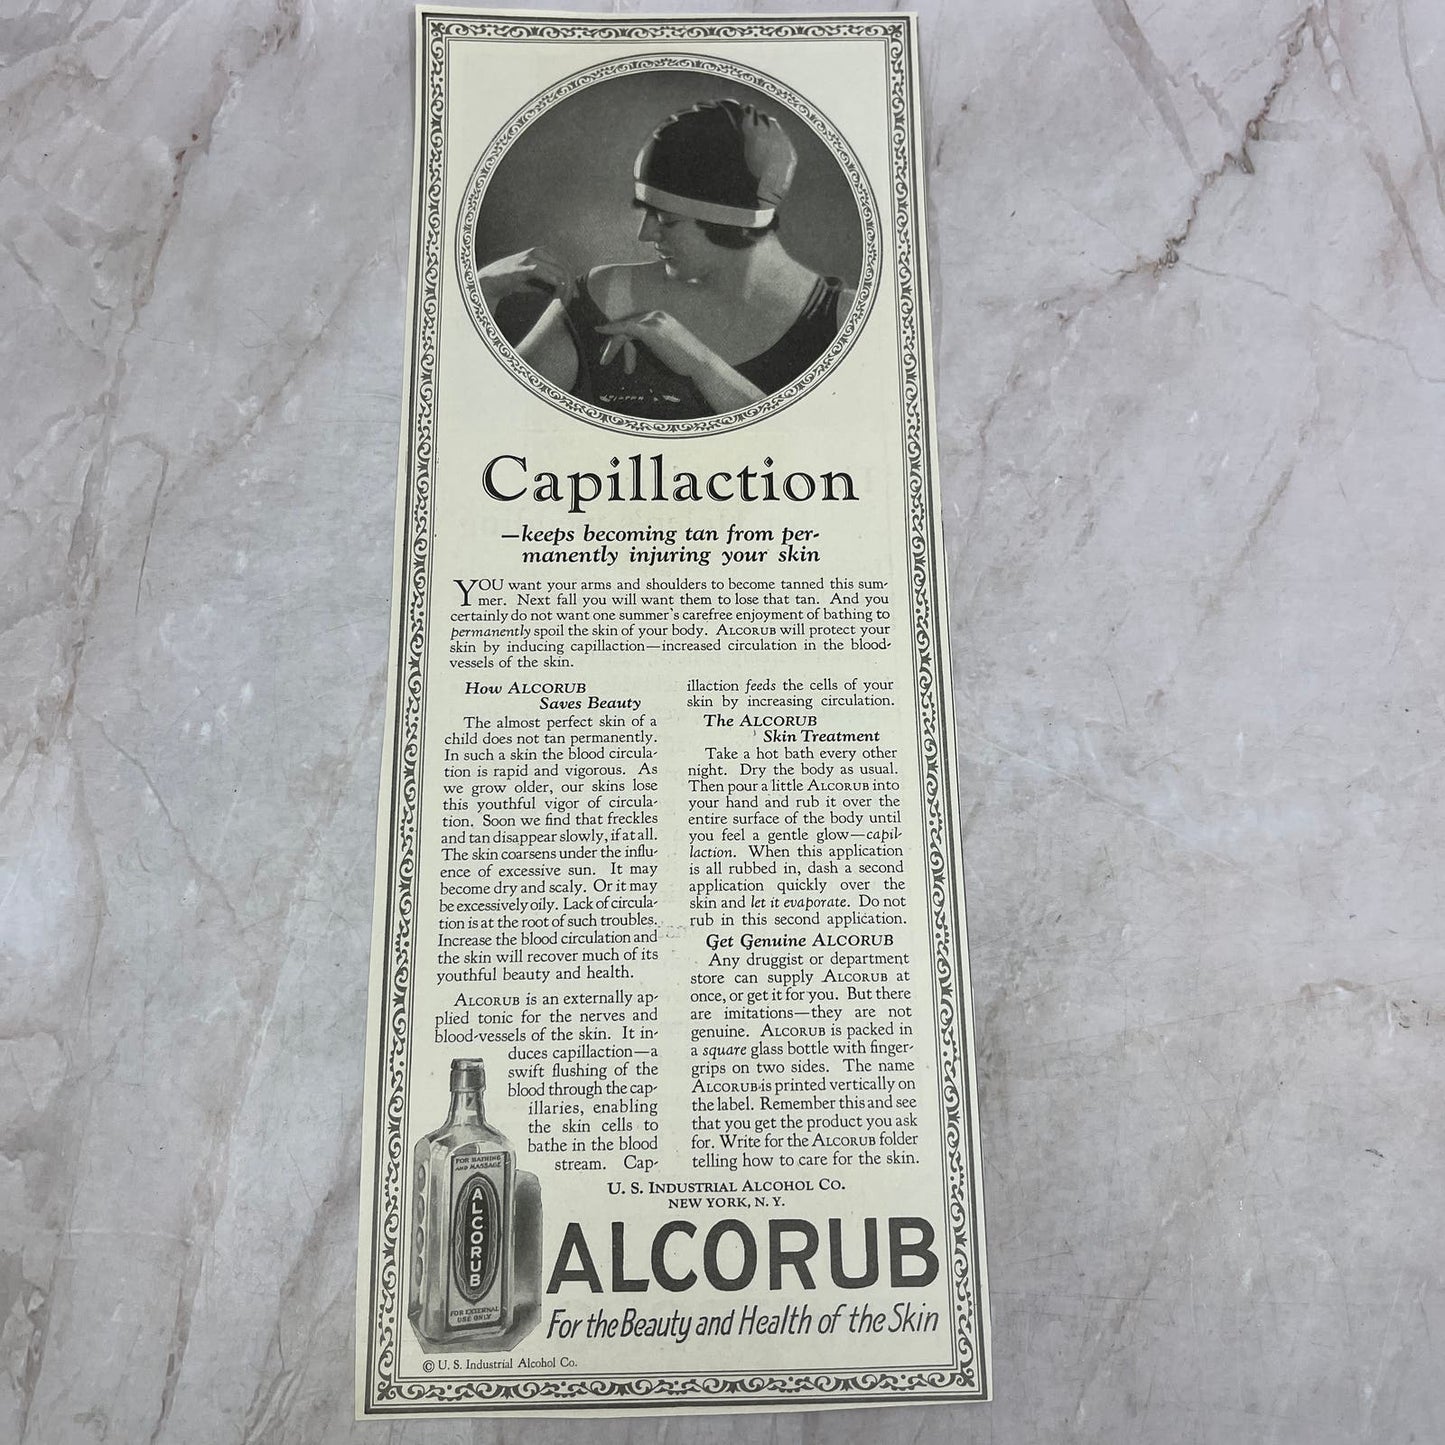 Capillaction
—keeps becoming tan from per-
manently injuring your skin
YOU want your arms and shoulders to become tanned this sum-
mer. Next fall you will want them to lose that tan. And you
certainly do not want one summer's carefree enjoyment of bathing to
permanently spoil the skin of your body. ALCORUB will protect your
skin by inducing capillaction—increased circulation in the blood-
vessels of the skin.
How ALCORUB
Saves Beauty
The almost perfect skin of a
child does not tan permanently.
In such a skin the blood circula-
tion is rapid and vigorous. As
we grow older, our skins lose
this youthful vigor of circula-
tion. Soon we find that freckles
and tan disappear slowly, if at all.
The skin coarsens under the influ-
ence of excessive sun. It may
become dry and scaly. Or it may
be excessively oily. Lack of circula-
tion is at the root of such troubles.
Increase the blood circulation and
the skin will recover much of its
youthful beauty and health.
ALCORUB is an externally ap-
plied tonic for the nerves and
blood-vessels of the skin. It in-
duces capillaction—a
swift flushing of the
blood through the cap-
illaries, enabling
the skin cells to
bathe in the blood
stream. Cap-
illaction feeds the cells of your
skin by increasing circulation.
The ALCORUB
Skin Treatment
Take a hot bath every other
night. Dry the body as usual.
Then pour a little ALCORUB into
your hand and rub it over the
entire surface of the body until
you feel a gentle glow—capil-
laction. When this application
is all rubbed in, dash a second
application quickly over the
skin and let it evaporate. Do not
rub in this second application.
Get Genuine ALCORUB
Any druggist or department
store can supply ALCORUB at
once, or get it for you. But there
are imitations—they are not
genuine. ALCORUB is packed in
a square glass bottle with finger-
grips on two sides. The name
ALCORUB is printed vertically on
the label. Remember this and see
that you get the product you ask
for. Write for the ALCORUB folder
telling how to care for the skin.
U. S. INDUSTRIAL ALCOHOL CO.
NEW YORK, N. Y.
FOR BATHING
AND MASSAGE
ALCORUB
FOR EXTERNAL
USE ONLY
ALCORUB
For the Beauty and Health of the Skin
© U. S. Industrial Alcohol Co.